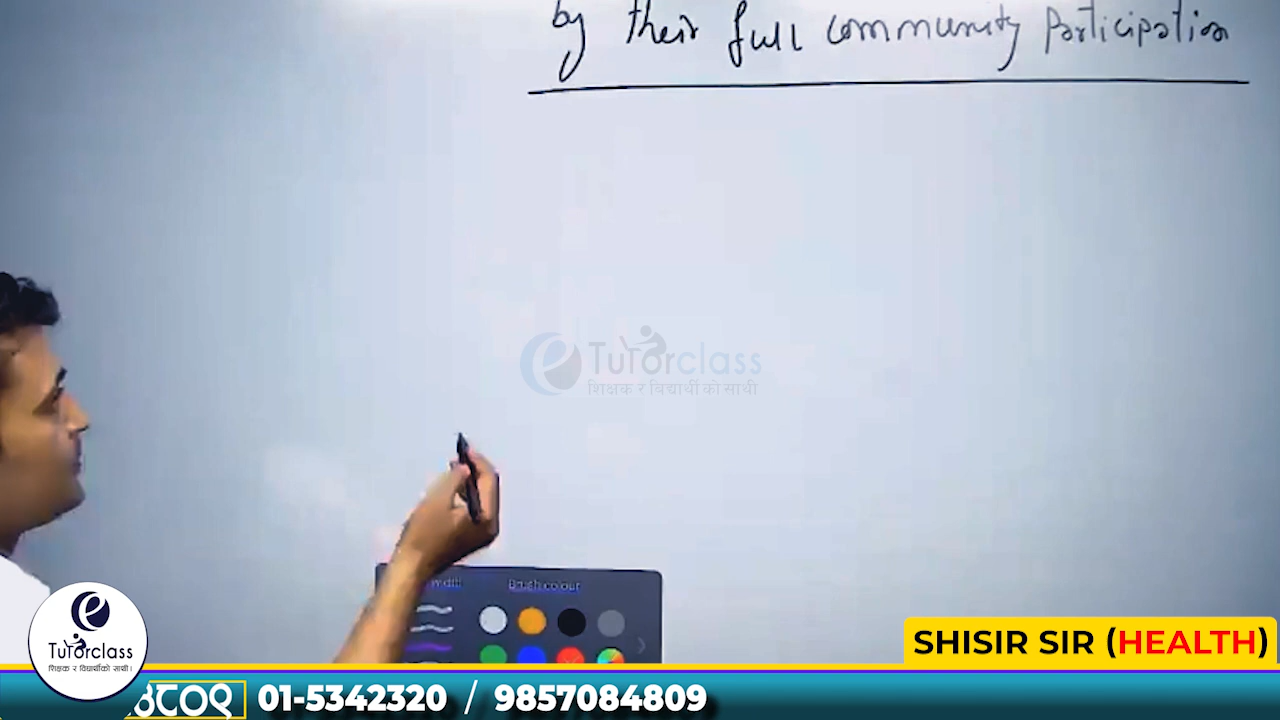 by their full community participation
Tutorclass
शिक्षक र विद्यार्थी को साथी
Brush colour
SHISIR SIR (HEALTH)
Tutorclass
शिक्षक र विद्यार्थीको साथी।
01-5342320 / 9857084809